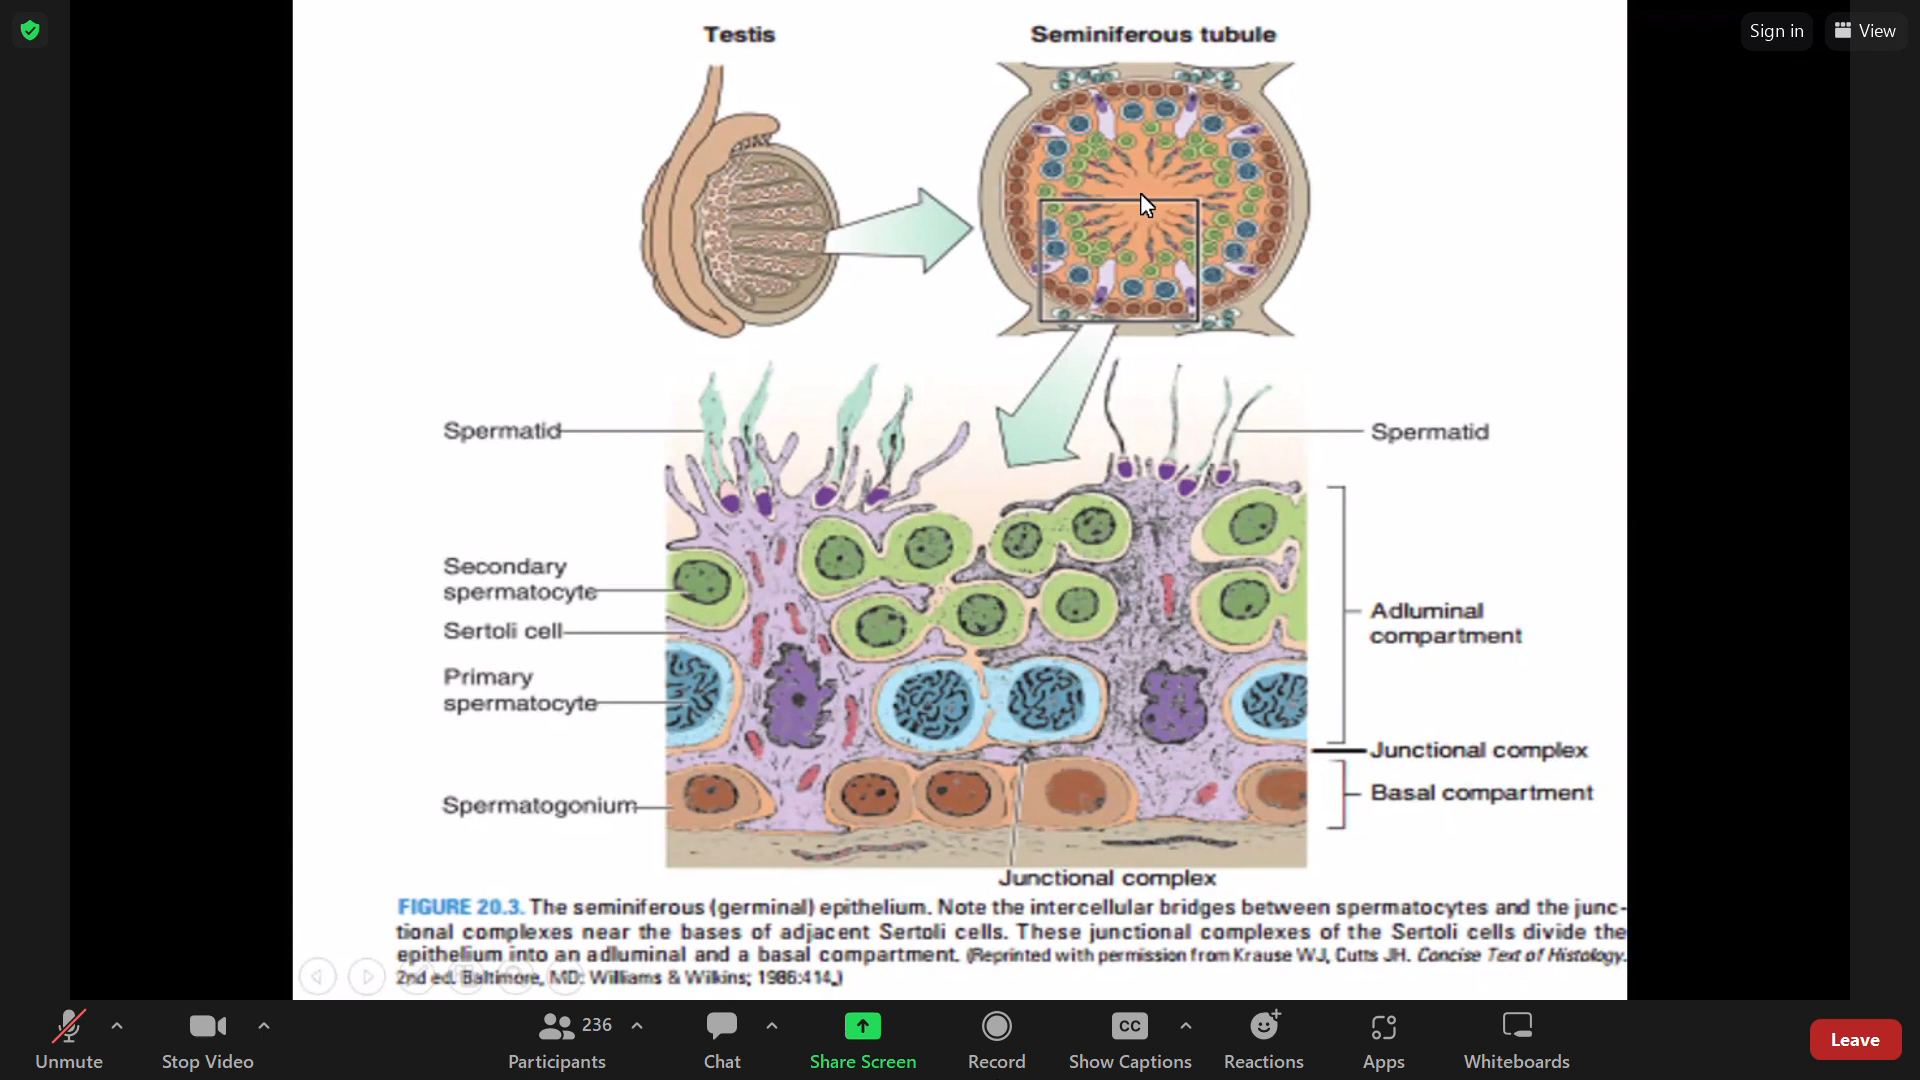 Sign in
View
Testis
Seminiferous tubule
Spermatid
Spermatid
Secondary
spermatocyte
Sertoli cell
Primary
spermatocyte
Spermatogonium
Adluminal
compartment
Junctional complex
Basal compartment
Junctional complex
FIGURE 20.3. The seminiferous (germinal) epithelium. Note the intercellular bridges between spermatocytes and the junc-
tional complexes near the bases of adjacent Sertoli cells. These junctional complexes of the Sertoli cells divide the
epithelium into an adluminal and a basal compartment. (Reprinted with permission from Krause WJ, Cutts JH. Concise Text of Histology.
2nd ed. Baltimore, MD: Williams & Wilkins; 1986:414.)
Unmute
Stop Video
236
Participants
Chat
Share Screen
Record
CC
Show Captions
Reactions
Apps
Whiteboards
Leave